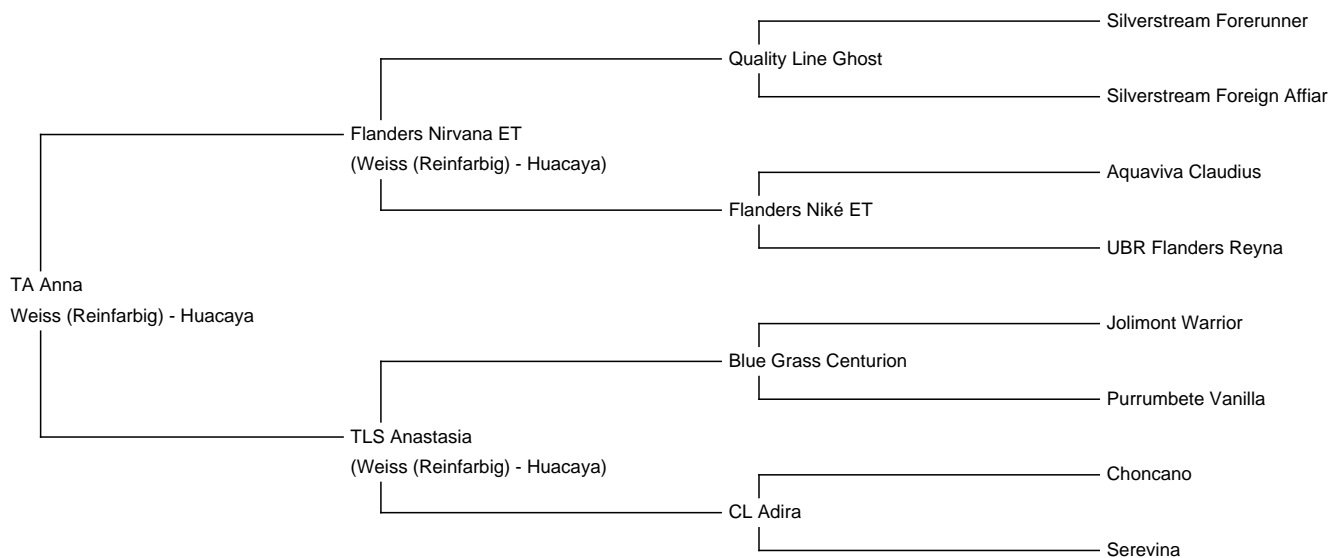 Silverstream Forerunner
Quality Line Ghost
Silverstream Foreign Affiar
Flanders Nirvana ET
(Weiss (Reinfarbig) - Huacaya)
Aquaviva Claudius
Flanders Niké ET
UBR Flanders Reyna
TA Anna
Weiss (Reinfarbig) - Huacaya
Jolimont Warrior
Blue Grass Centurion
Purrumbete Vanilla
TLS Anastasia
(Weiss (Reinfarbig) - Huacaya)
Choncano
CL Adira
Serevina